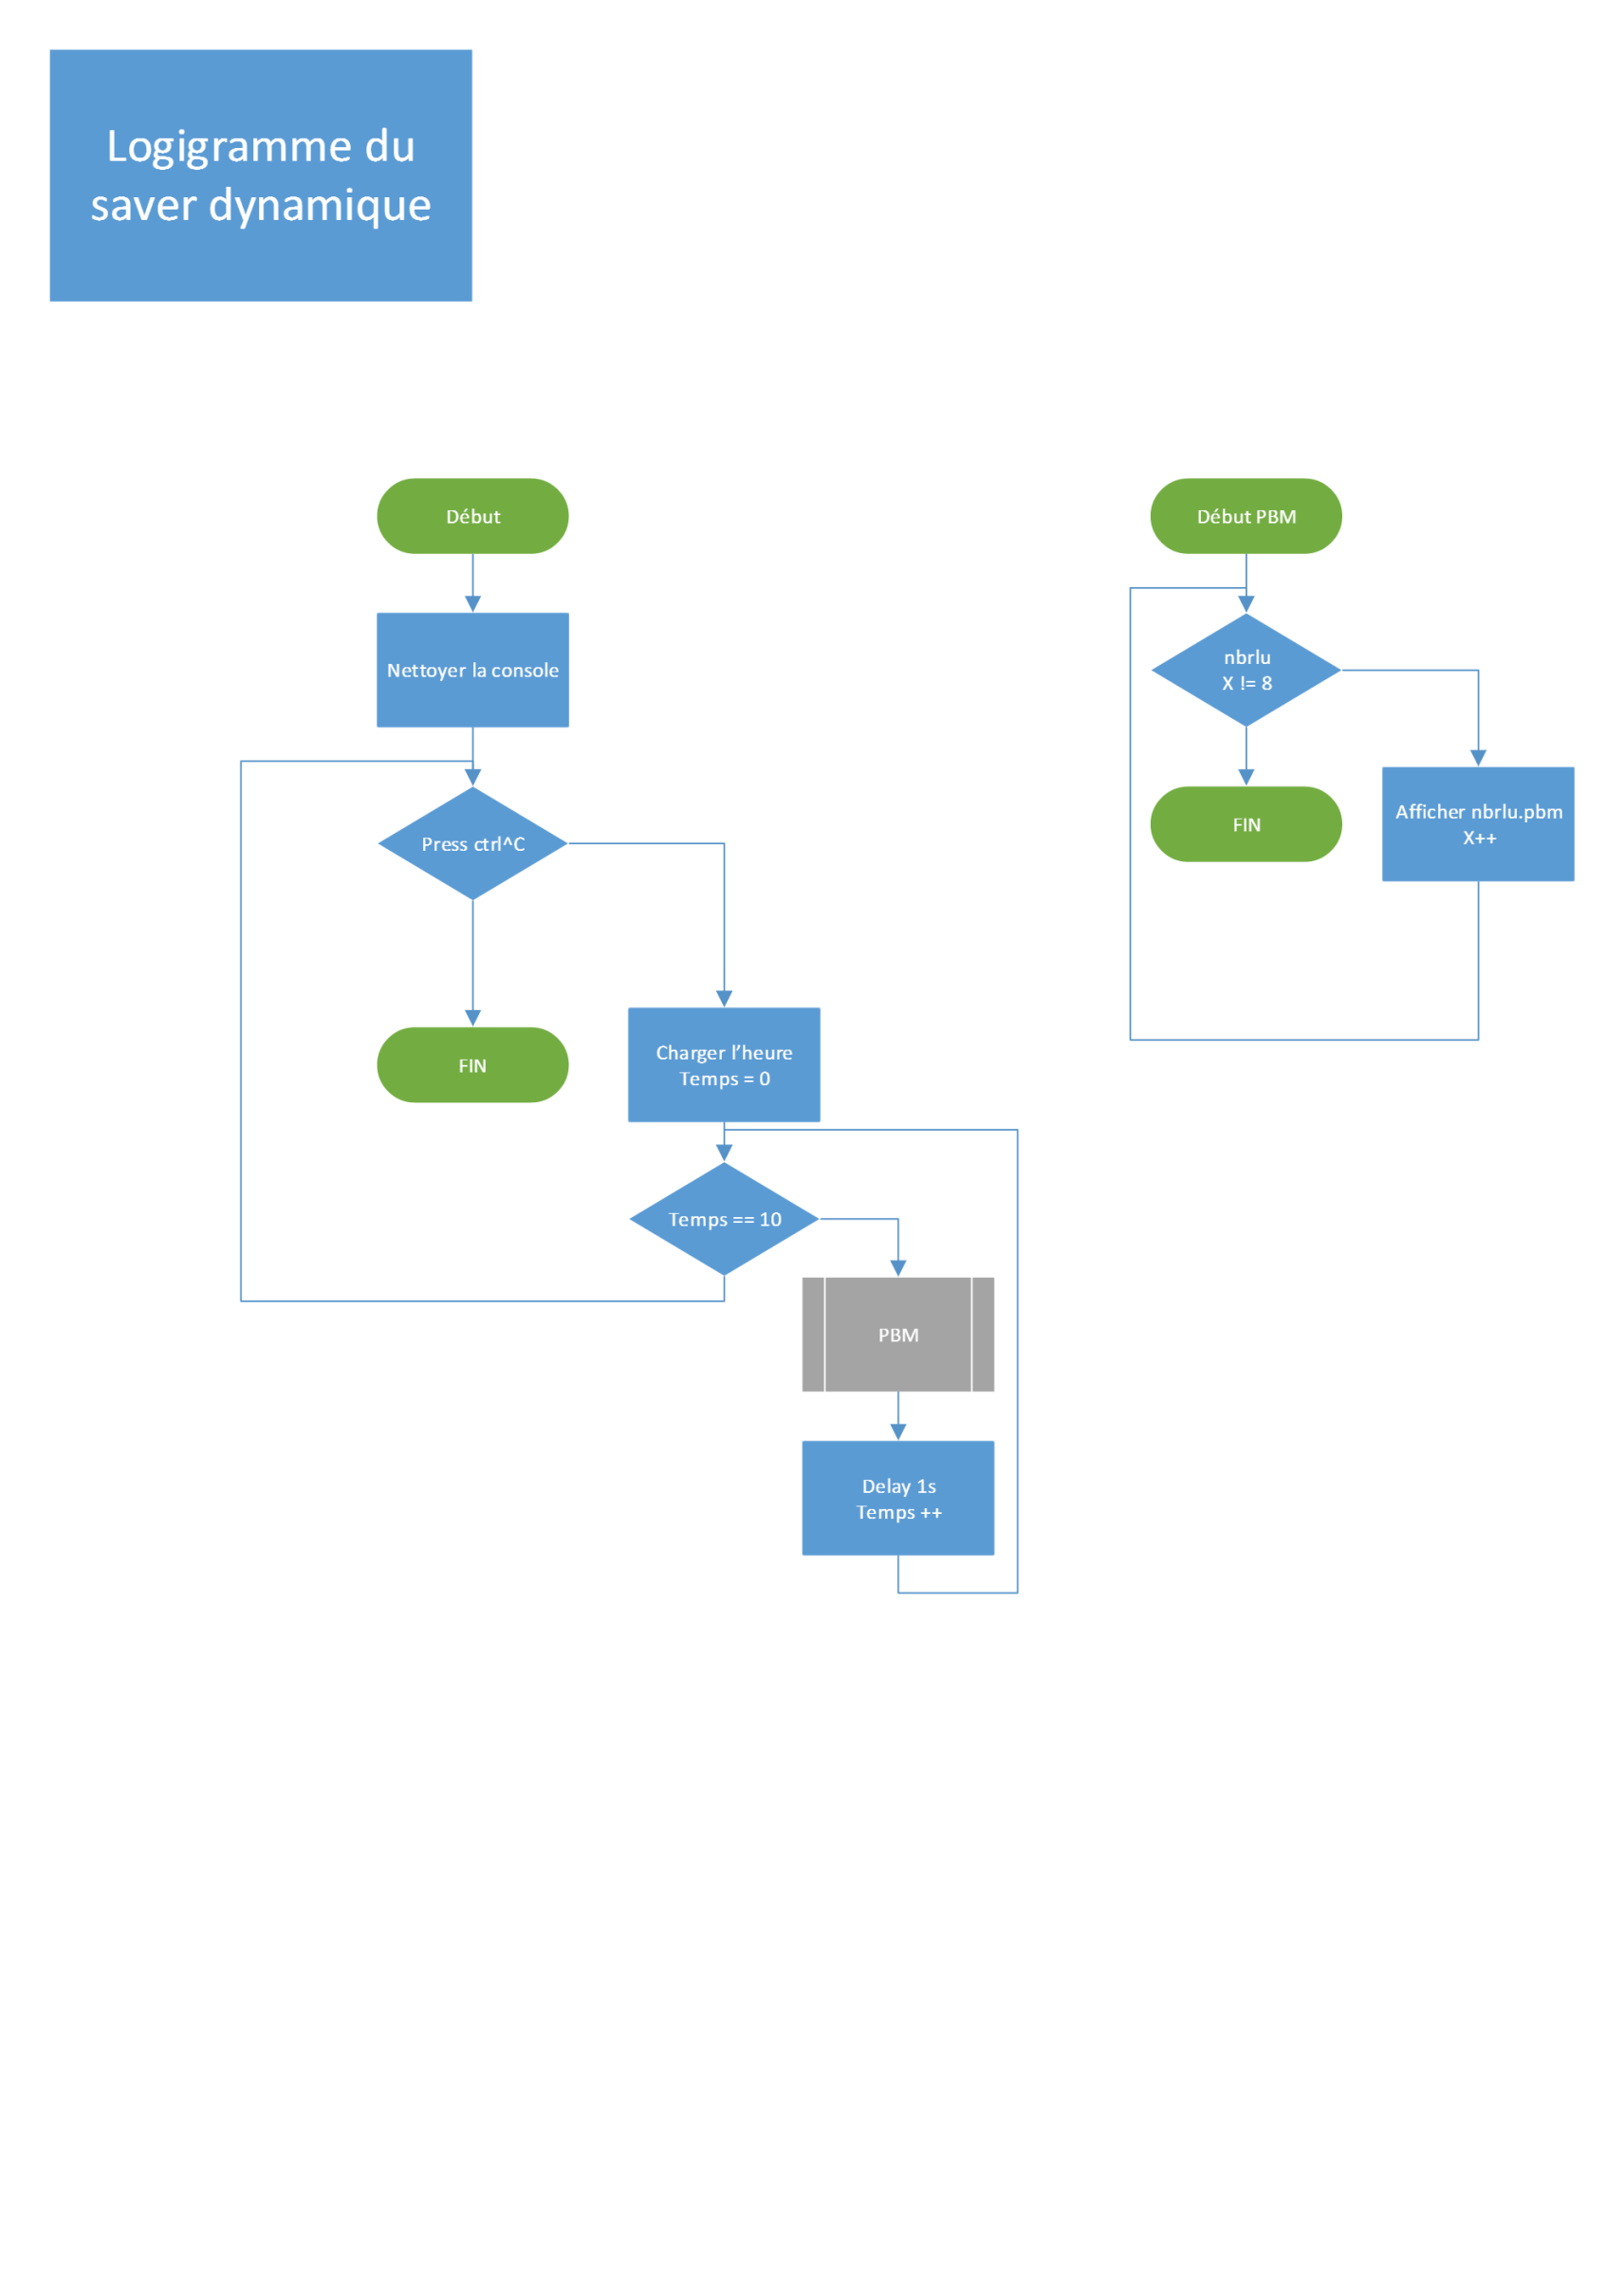 Logigramme du
saver dynamique
Début
Nettoyer la console
Press ctrl^C
FIN
Charger l’heure
Temps = 0
Temps == 10
PBM
Delay 1s
Temps ++
Début PBM
nbrlu
X != 8
FIN
Afficher nbrlu.pbm
X++